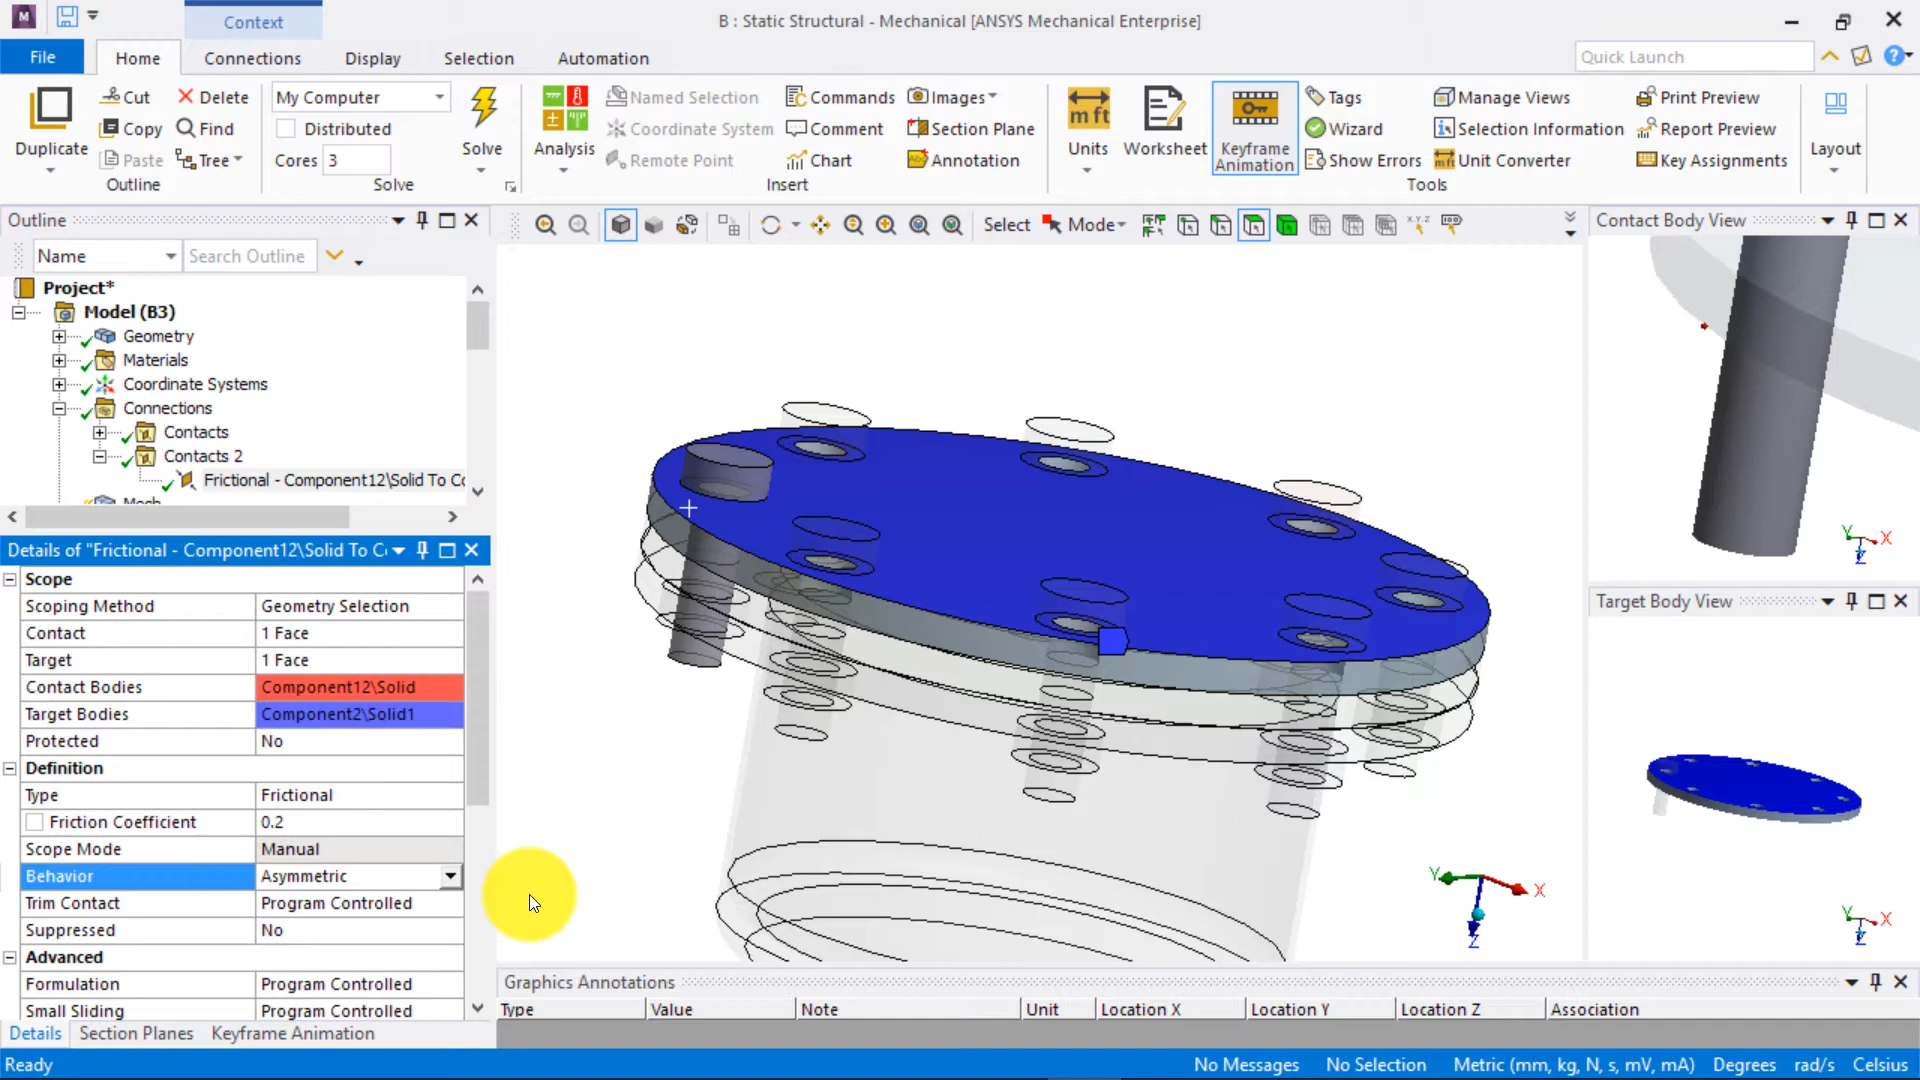 M
Context
B : Static Structural - Mechanical [ANSYS Mechanical Enterprise]
File
Home
Connections
Display
Selection
Automation
Quick Launch
Duplicate
Cut
Copy
Paste
Delete
Find
Tree
Outline
My Computer
Distributed
Cores 3
Solve
Solve
Analysis
Named Selection
Coordinate System
Remote Point
Commands
Comment
Chart
Images
Section Plane
Annotation
Insert
Units
Worksheet
Keyframe
Animation
Tags
Wizard
Show Errors
Manage Views
Selection Information
Unit Converter
Print Preview
Report Preview
Key Assignments
Tools
Layout
Outline
Name
Search Outline
Project*
Model (B3)
Geometry
Materials
Coordinate Systems
Connections
Contacts
Contacts 2
Frictional - Component12\Solid To Co
Mesh
Select
Mode
Details of "Frictional - Component12\Solid To C
Scope
Scoping Method Geometry Selection
Contact 1 Face
Target 1 Face
Contact Bodies Component12\Solid
Target Bodies Component2\Solid1
Protected No
Definition
Type Frictional
Friction Coefficient 0.2
Scope Mode Manual
Behavior Asymmetric
Trim Contact Program Controlled
Suppressed No
Advanced
Formulation Program Controlled
Small Sliding Program Controlled
Details
Section Planes
Keyframe Animation
Y
X
Z
Contact Body View
Y
X
Z
Target Body View
Y
X
Z
Graphics Annotations
Type Value Note Unit Location X Location Y Location Z Association
Ready
No Messages
No Selection
Metric (mm, kg, N, s, mV, mA)
Degrees
rad/s
Celsius